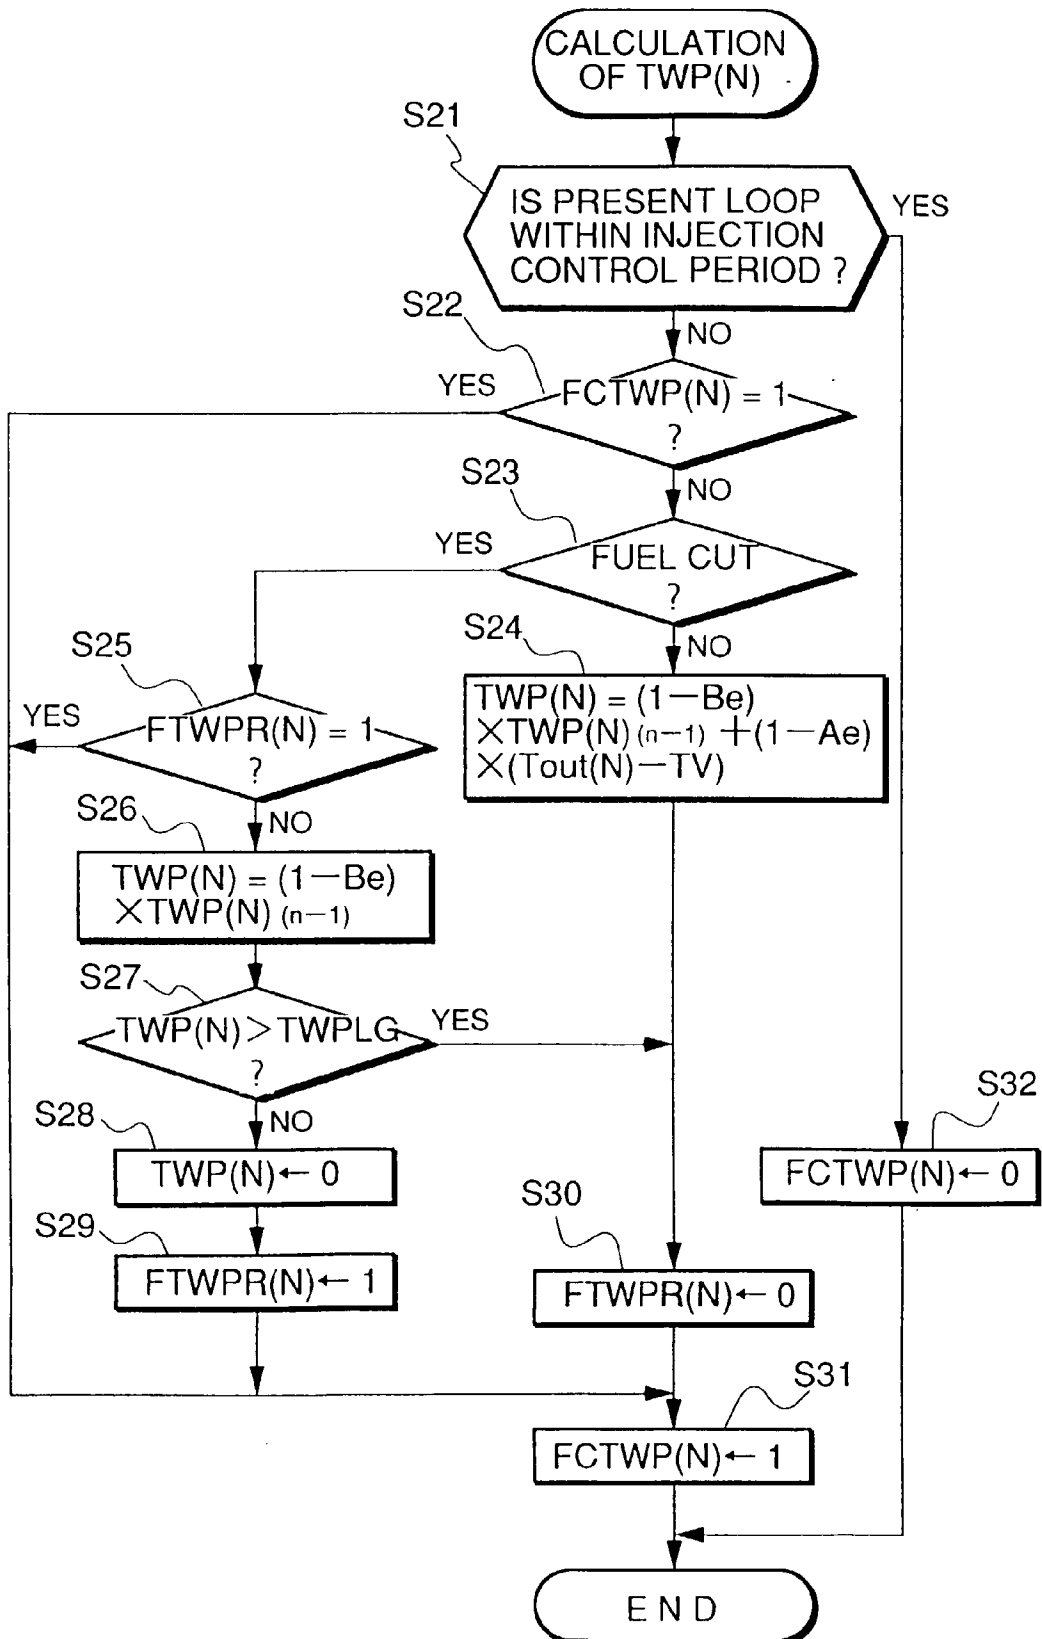 CALCULATION
OF TWP(N)
S21
IS PRESENT LOOP
WITHIN INJECTION
CONTROL PERIOD ?
YES
NO
S22
FCTWP(N) = 1
?
YES
NO
S23
FUEL CUT
?
YES
NO
S24
TWP(N) = (1−Be)
×TWP(N) (n−1) +(1−Ae)
×(Tout(N)−TV)
S25
FTWPR(N) = 1
?
YES
NO
S26
TWP(N) = (1−Be)
×TWP(N) (n−1)
S27
TWP(N)>TWPLG
?
YES
NO
S28
TWP(N)← 0
S29
FTWPR(N)← 1
S30
FTWPR(N)← 0
S32
FCTWP(N)← 0
S31
FCTWP(N)← 1
E N D